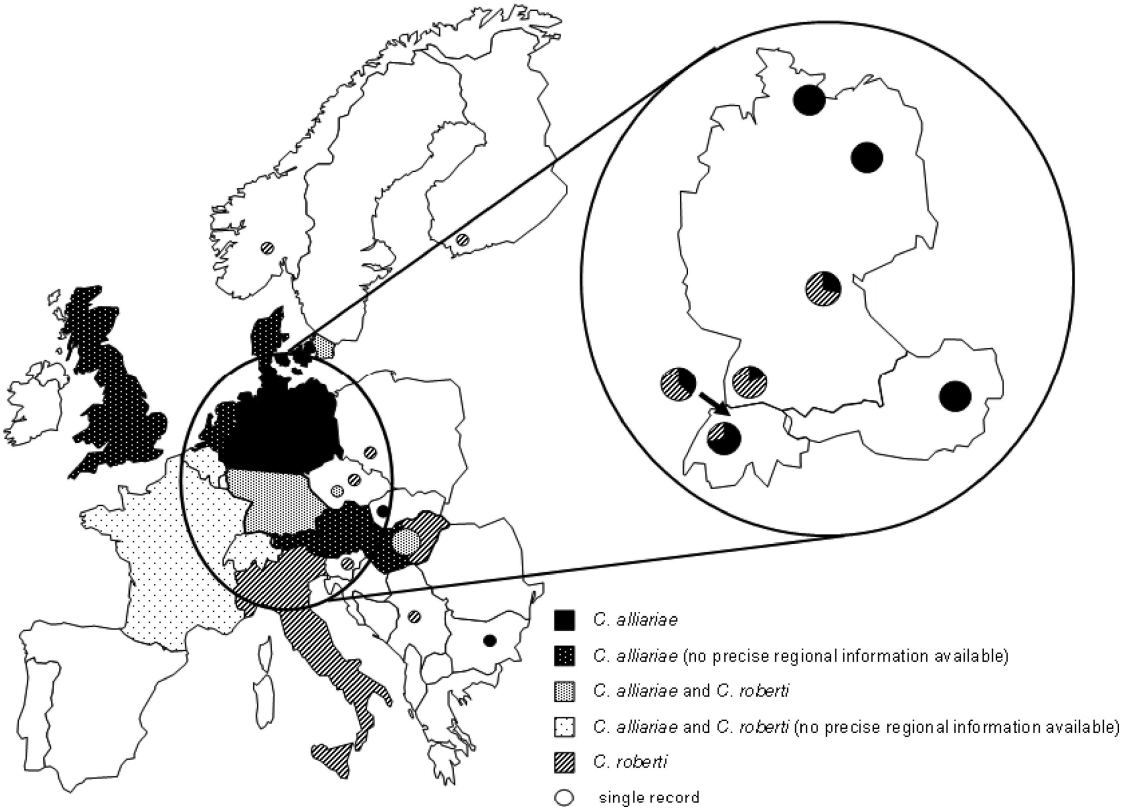 C. alliariae
C. alliariae (no precise regional information available)
C. alliariae and C. roberti
C. alliariae and C. roberti (no precise regional information available)
C. roberti
single record